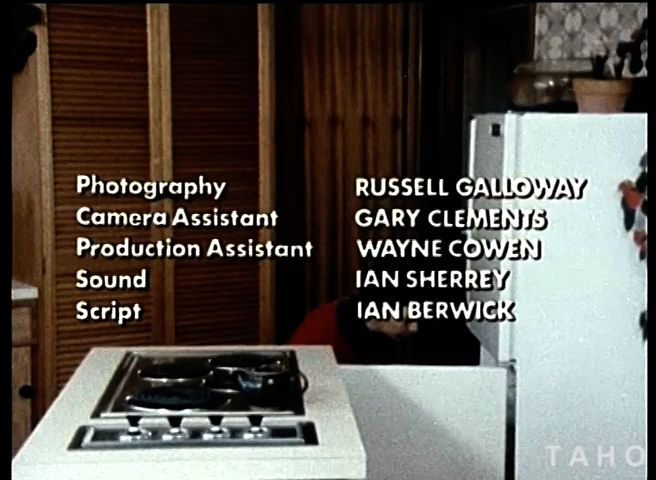 Photography RUSSELL GALLOWAY
Camera Assistant GARY CLEMENTS
Production Assistant WAYNE COWEN
Sound IAN SHERREY
Script IAN BERWICK
TAHO